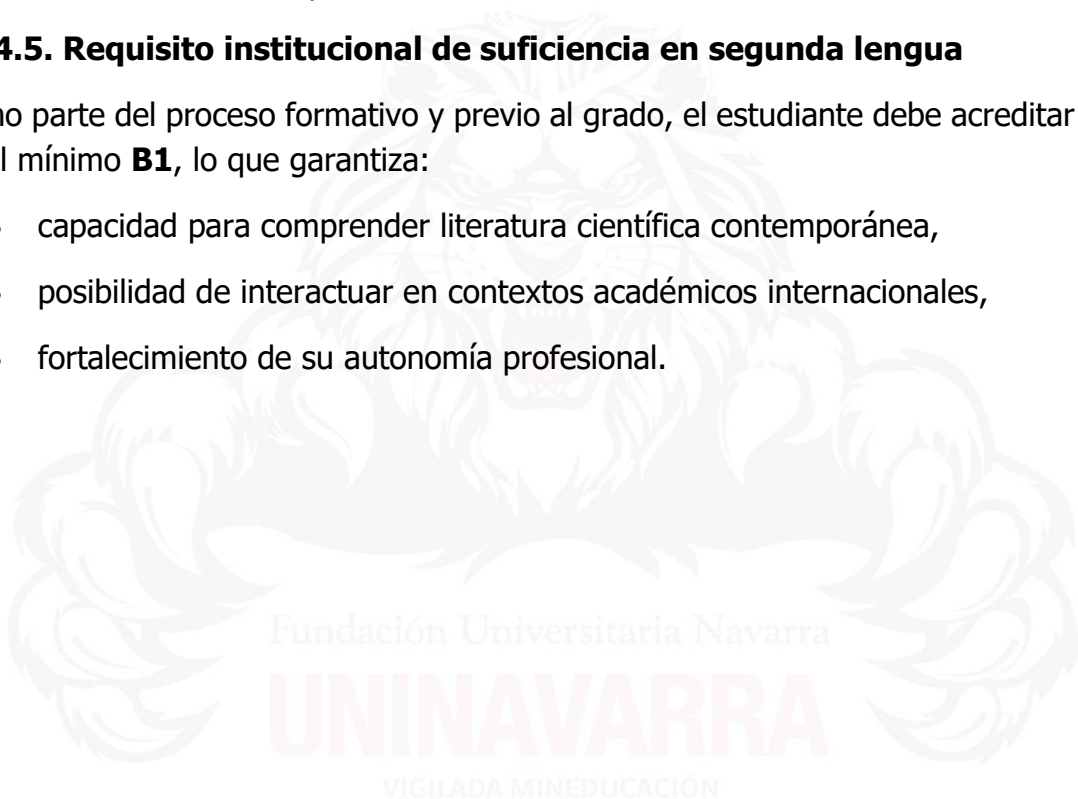 4.5. Requisito institucional de suficiencia en segunda lengua
no parte del proceso formativo y previo al grado, el estudiante debe acreditar
l mínimo B1, lo que garantiza:
capacidad para comprender literatura científica contemporánea,
posibilidad de interactuar en contextos académicos internacionales,
fortalecimiento de su autonomía profesional.
Fundación Universitaria Navarra
UNINAVARRA
VIGILADA MINEDUCACIÓN